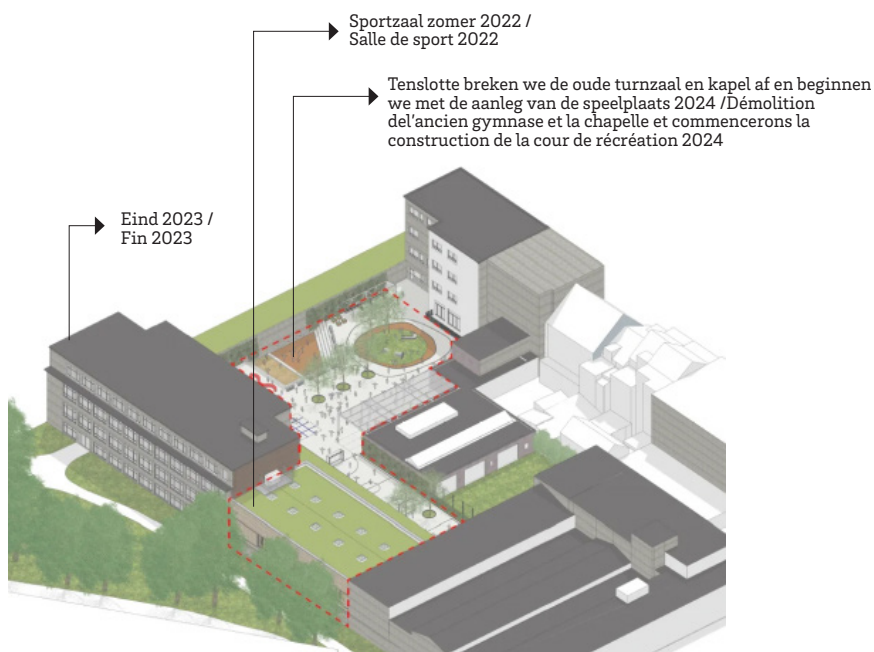 Sportzaal zomer 2022 /
Salle de sport 2022
Tenslotte breken we de oude turnzaal en kapel af en beginnen
we met de aanleg van de speelplaats 2024 /Démolition
del’ancien gymnase et la chapelle et commencerons la
construction de la cour de récréation 2024
Eind 2023 /
Fin 2023